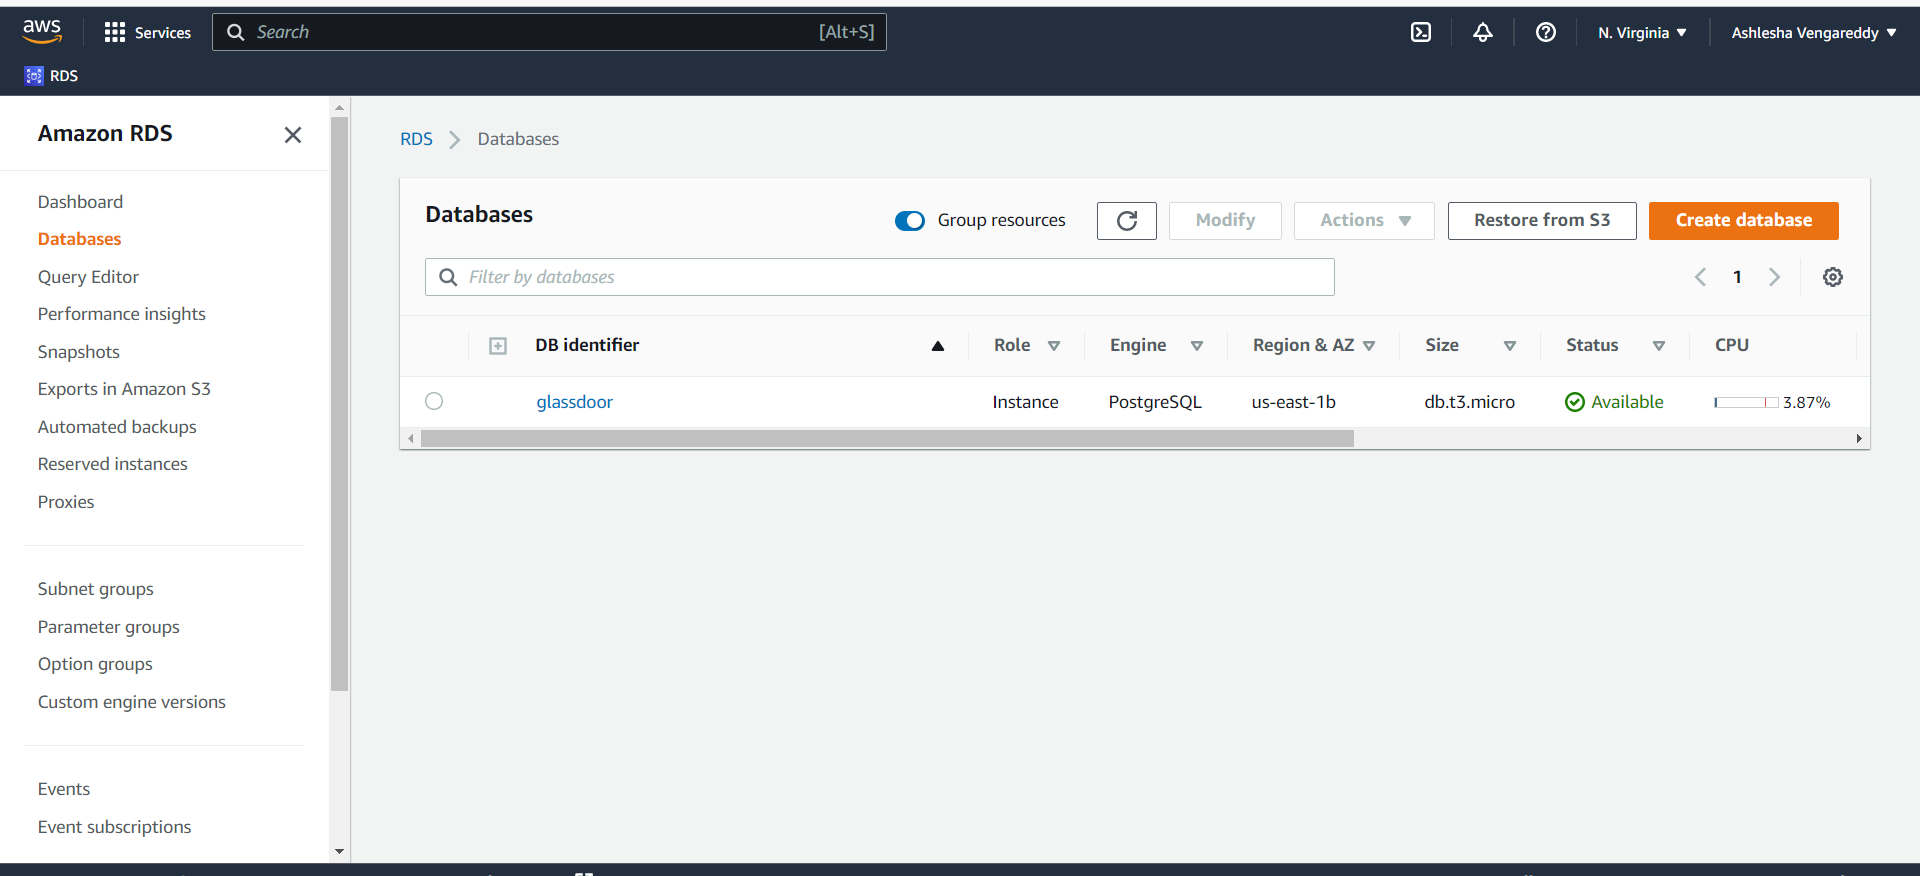 aws Services Search [Alt+S] N. Virginia Ashlesha Vengareddy
RDS
Amazon RDS
Dashboard
Databases
Query Editor
Performance insights
Snapshots
Exports in Amazon S3
Automated backups
Reserved instances
Proxies
Subnet groups
Parameter groups
Option groups
Custom engine versions
Events
Event subscriptions
RDS > Databases
Databases Group resources Modify Actions Restore from S3 Create database
Filter by databases 1
DB identifier Role Engine Region & AZ Size Status CPU
glassdoor Instance PostgreSQL us-east-1b db.t3.micro Available 3.87%